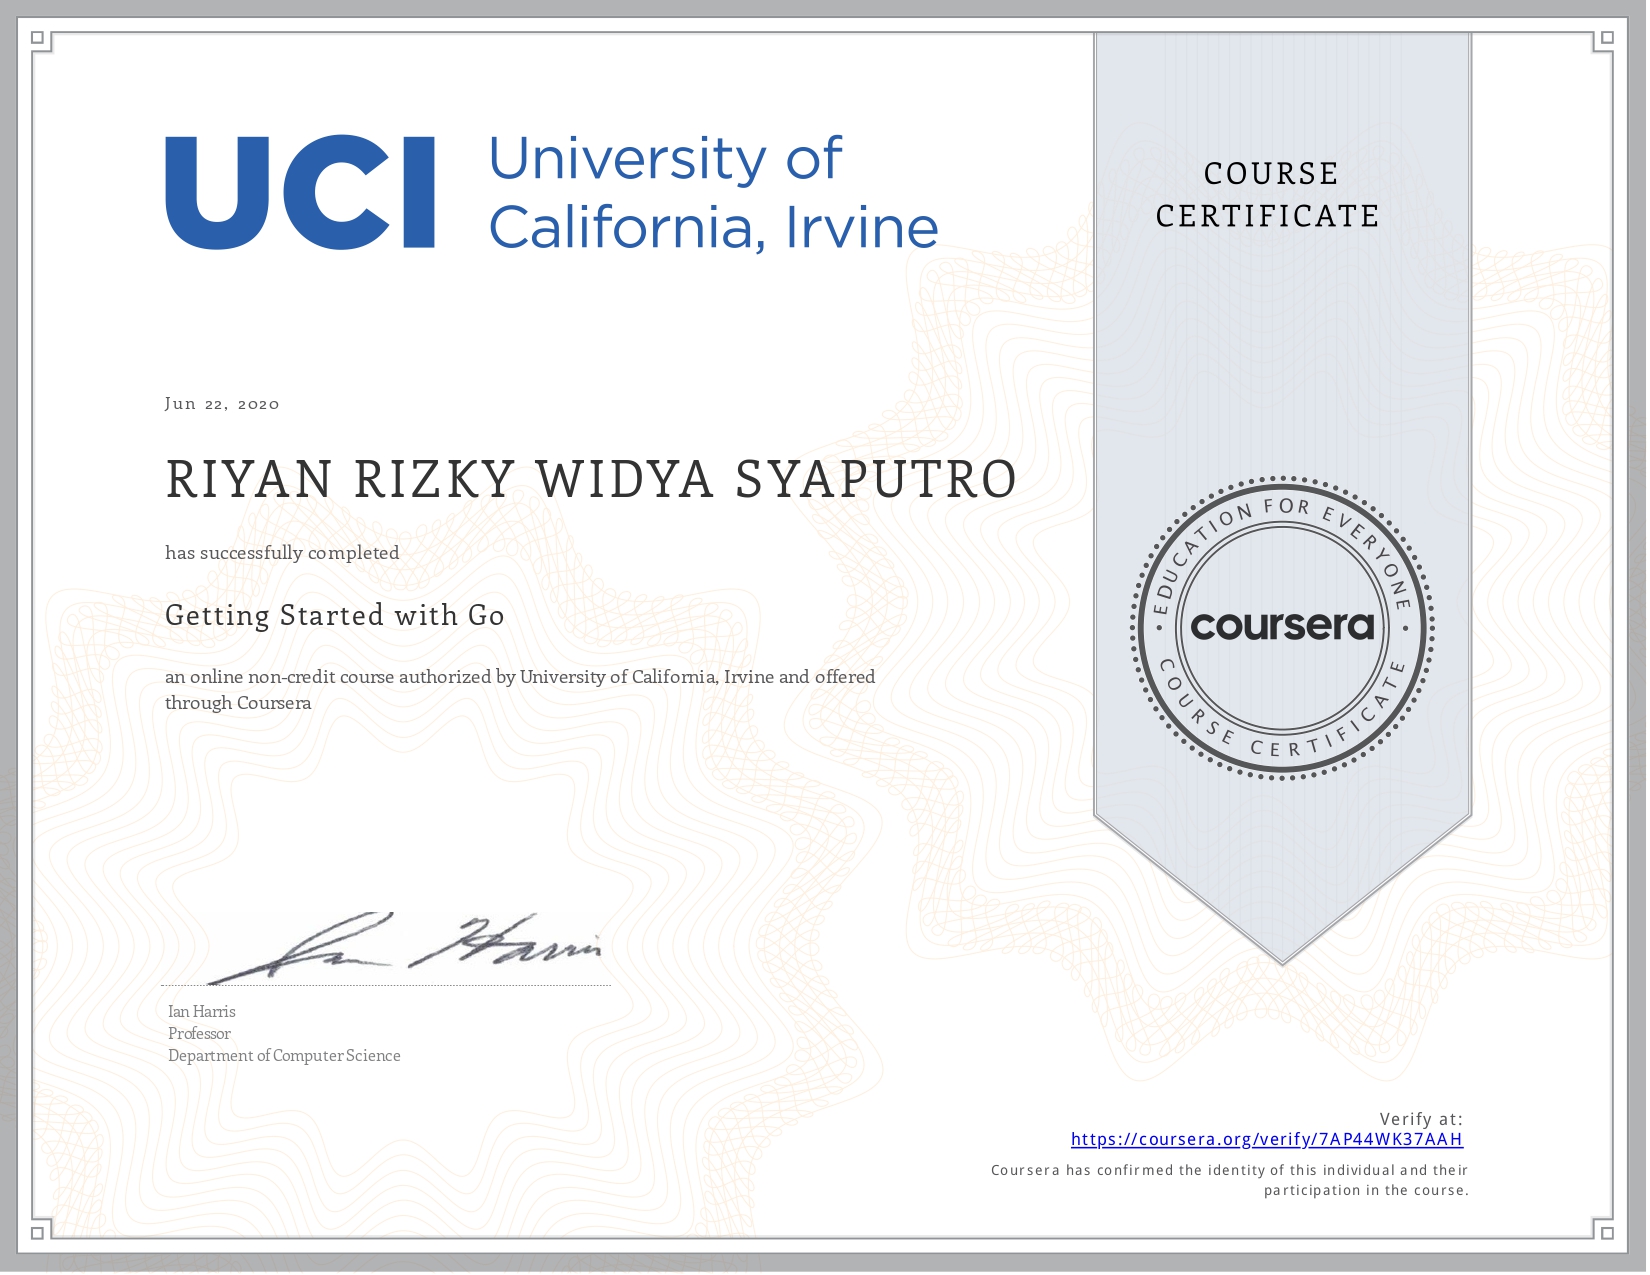 UCI
University of
California, Irvine
COURSE
CERTIFICATE
Jun 22, 2020
RIYAN RIZKY WIDYA SYAPUTRO
has successfully completed
Getting Started with Go
an online non-credit course authorized by University of California, Irvine and offered
through Coursera
EDUCATION FOR EVERYONE
coursera
COURSE CERTIFICATE
Ian Harris
Ian Harris
Professor
Department of Computer Science
Verify at:
https://coursera.org/verify/7AP44WK37AAH
Coursera has confirmed the identity of this individual and their
participation in the course.